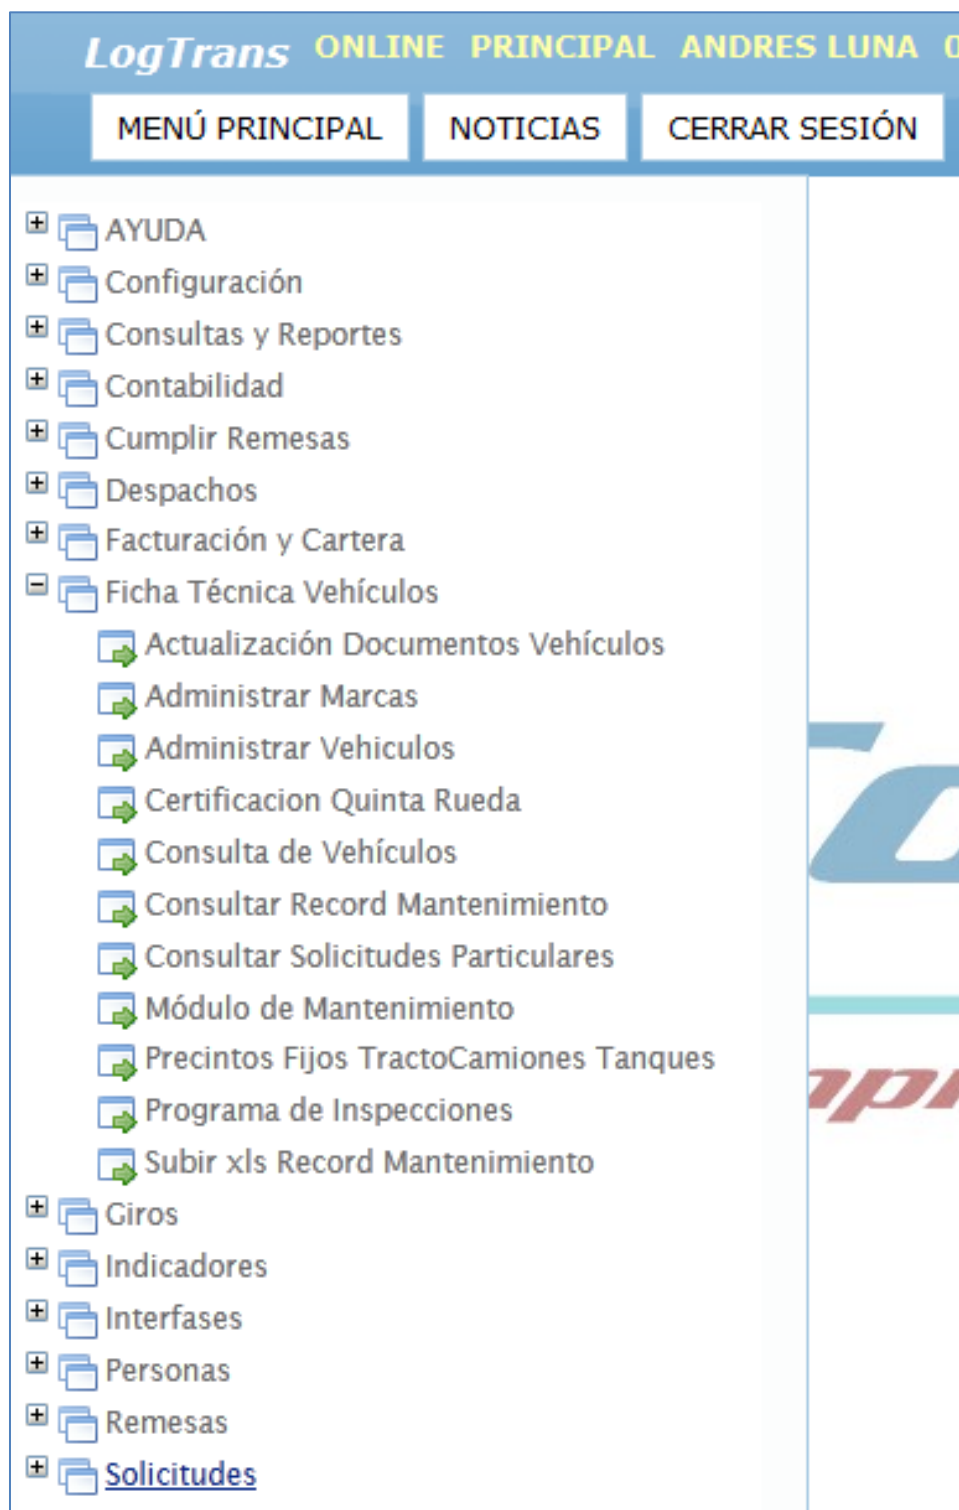 LogTrans ONLINE PRINCIPAL ANDRES LUNA
MENÚ PRINCIPAL NOTICIAS CERRAR SESIÓN
AYUDA
Configuración
Consultas y Reportes
Contabilidad
Cumplir Remesas
Despachos
Facturación y Cartera
Ficha Técnica Vehículos
Actualización Documentos Vehículos
Administrar Marcas
Administrar Vehiculos
Certificacion Quinta Rueda
Consulta de Vehículos
Consultar Record Mantenimiento
Consultar Solicitudes Particulares
Módulo de Mantenimiento
Precintos Fijos TractoCamiones Tanques
Programa de Inspecciones
Subir xls Record Mantenimiento
Giros
Indicadores
Interfases
Personas
Remesas
Solicitudes